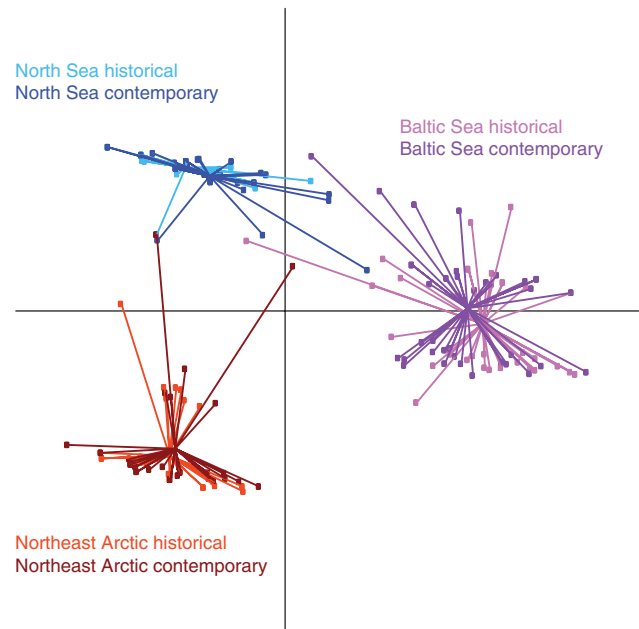 North Sea historical
North Sea contemporary
Baltic Sea historical
Baltic Sea contemporary
Northeast Arctic historical
Northeast Arctic contemporary